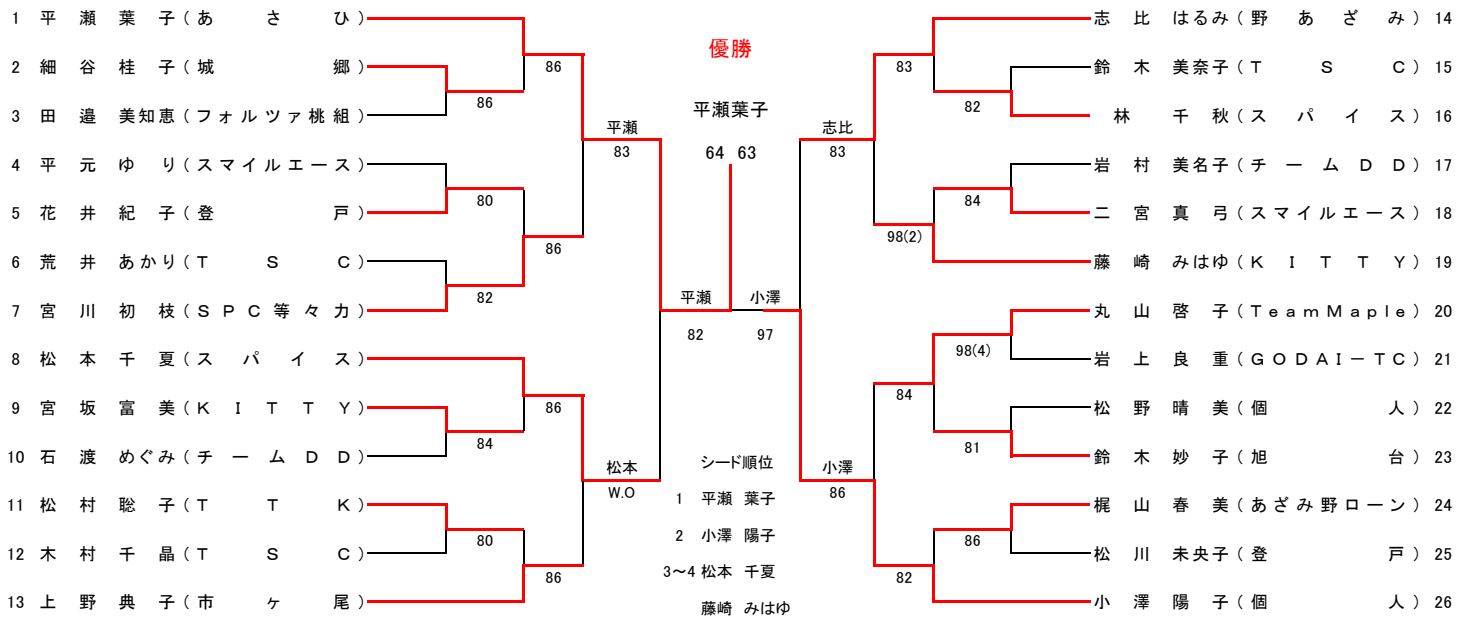 1 平瀬葉子(あさひ)
2 細谷桂子(城郷)
3 田邉美知恵(フォルツァ桃組)
4 平元ゆり(スマイルエース)
5 花井紀子(登戸)
6 荒井あかり(TSC)
7 宮川初枝(SPC等々力)
8 松本千夏(スパイス)
9 宮坂富美(KITTY)
10 石渡めぐみ(チームDD)
11 松村聡子(TTK)
12 木村千晶(TSC)
13 上野典子(市ヶ尾)
86
86
80
86
82
86
84
80
86
平瀬
83
松本
W.O
平瀬
82
優勝
平瀬葉子
64 63
小澤
97
シード順位
1 平瀬 葉子
2 小澤 陽子
3~4 松本 千夏
藤崎 みはゆ
志比
83
小澤
86
83
82
84
98(2)
98(4)
84
81
86
82
志比はるみ(野あざみ) 14
鈴木美奈子(TSC) 15
林千秋(スパイス) 16
岩村美名子(チームDD) 17
二宮真弓(スマイルエース) 18
藤崎みはゆ(KITTY) 19
丸山啓子(TeamMaple) 20
岩上良重(GODAI-TC) 21
松野晴美(個人) 22
鈴木妙子(旭台) 23
梶山春美(あざみ野ローン) 24
松川未央子(登戸) 25
小澤陽子(個人) 26